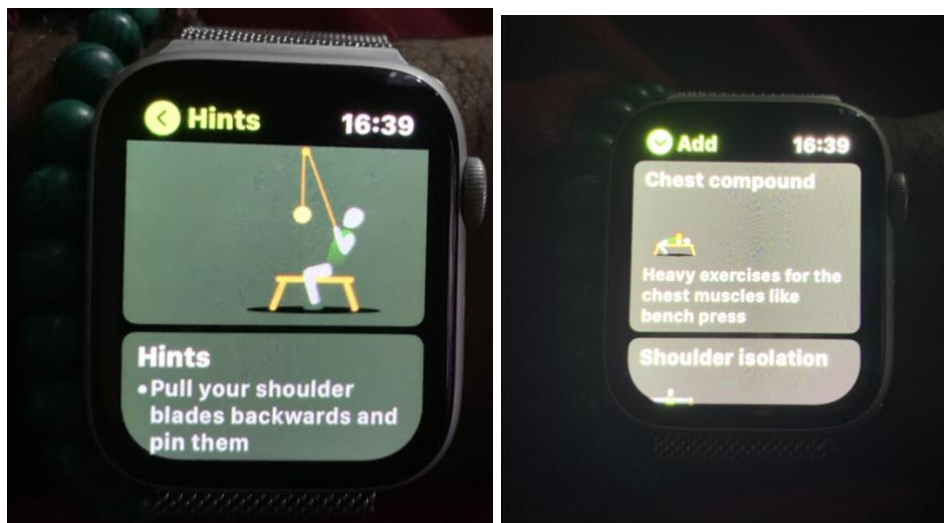 Hints
16:39
Hints
•Pull your shoulder
blades backwards and
pin them
Add
16:39
Chest compound
Heavy exercises for the
chest muscles like
bench press
Shoulder isolation